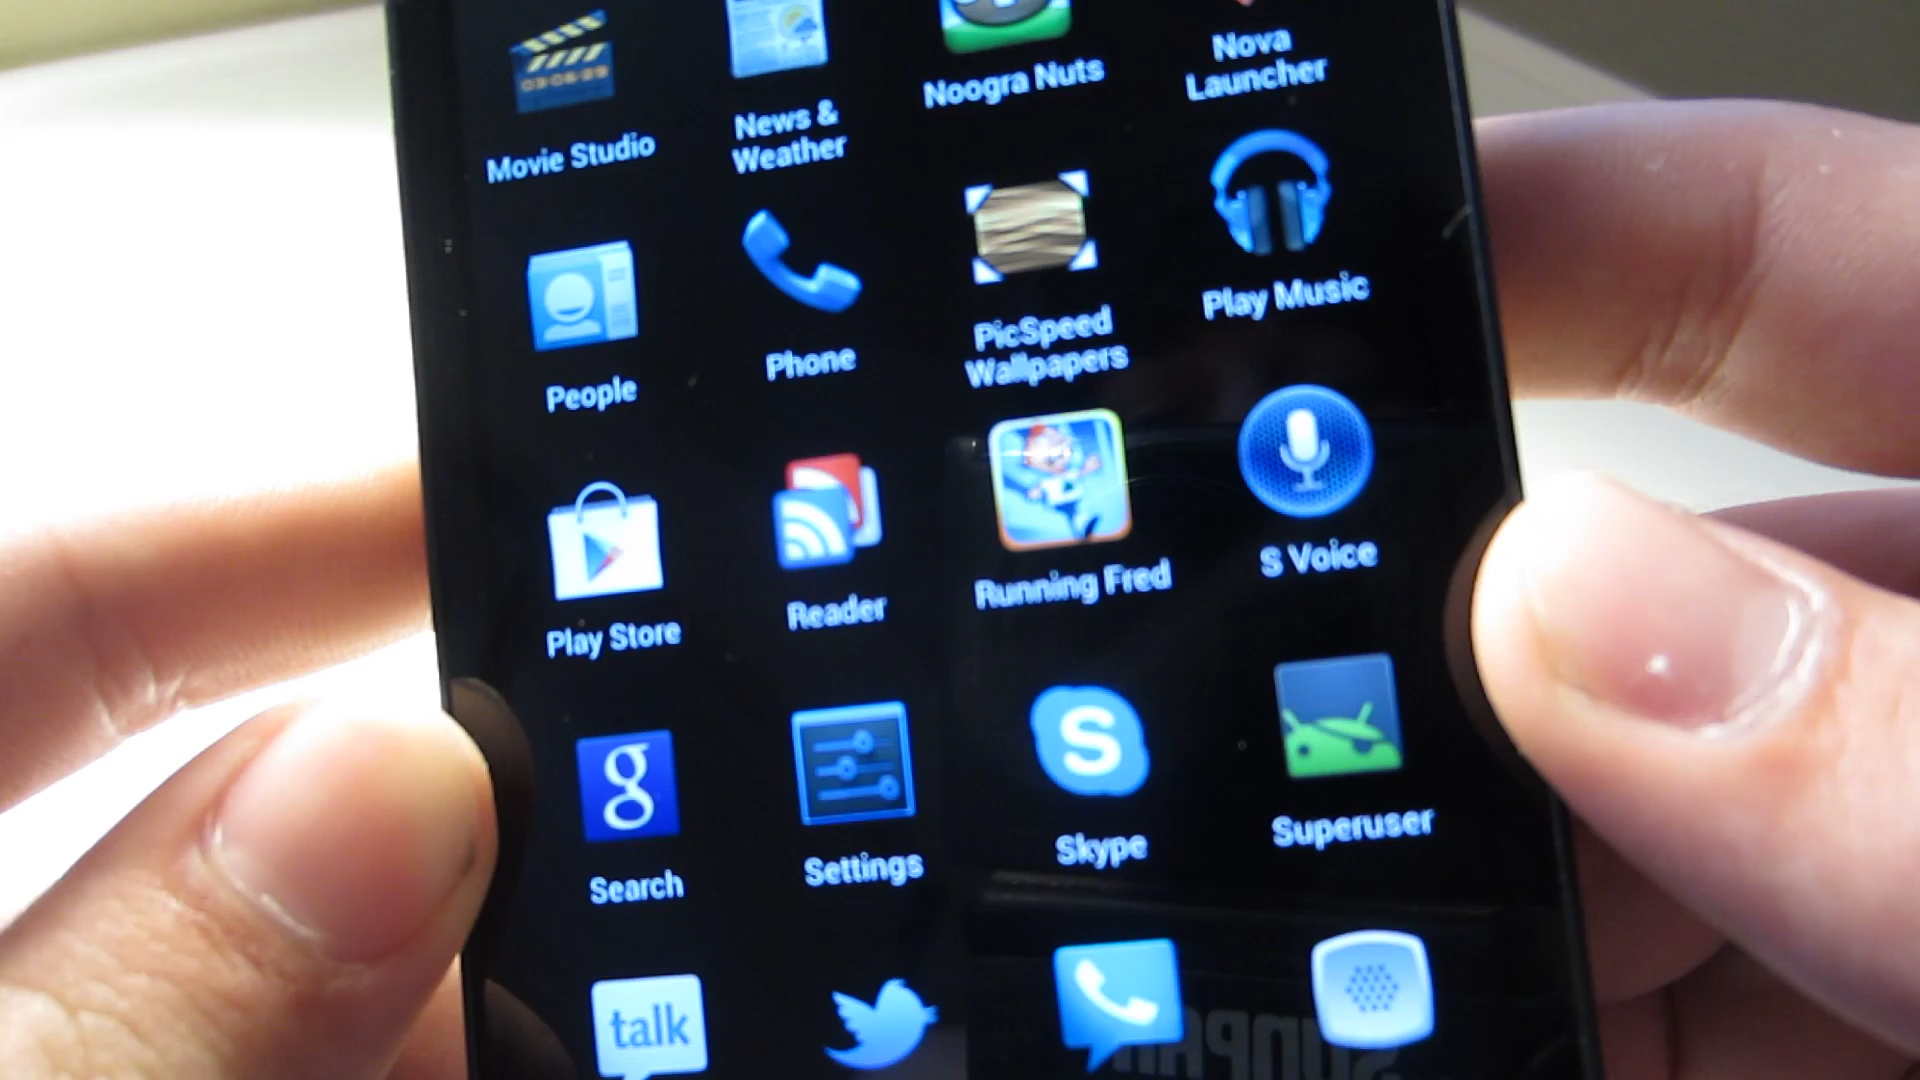 Movie Studio
News &
Weather
Noogra Nuts
Nova
Launcher
People
Phone
PicSpeed
Wallpapers
Play Music
Play Store
Reader
Running Fred
S Voice
g
Search
Settings
S
Skype
Superuser
talk